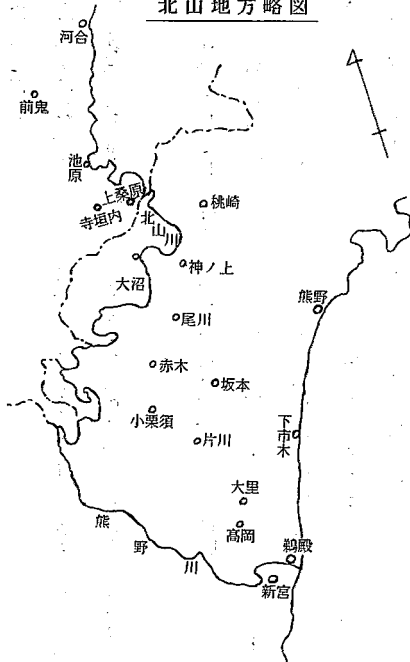 北山地方略図
河合
前鬼
池原
上桑原
寺垣内
桃崎
北山川
神ノ上
大沼
熊野
尾川
赤木
坂本
小栗須
下市木
片川
大里
高岡
熊野川
鵜殿
新宮